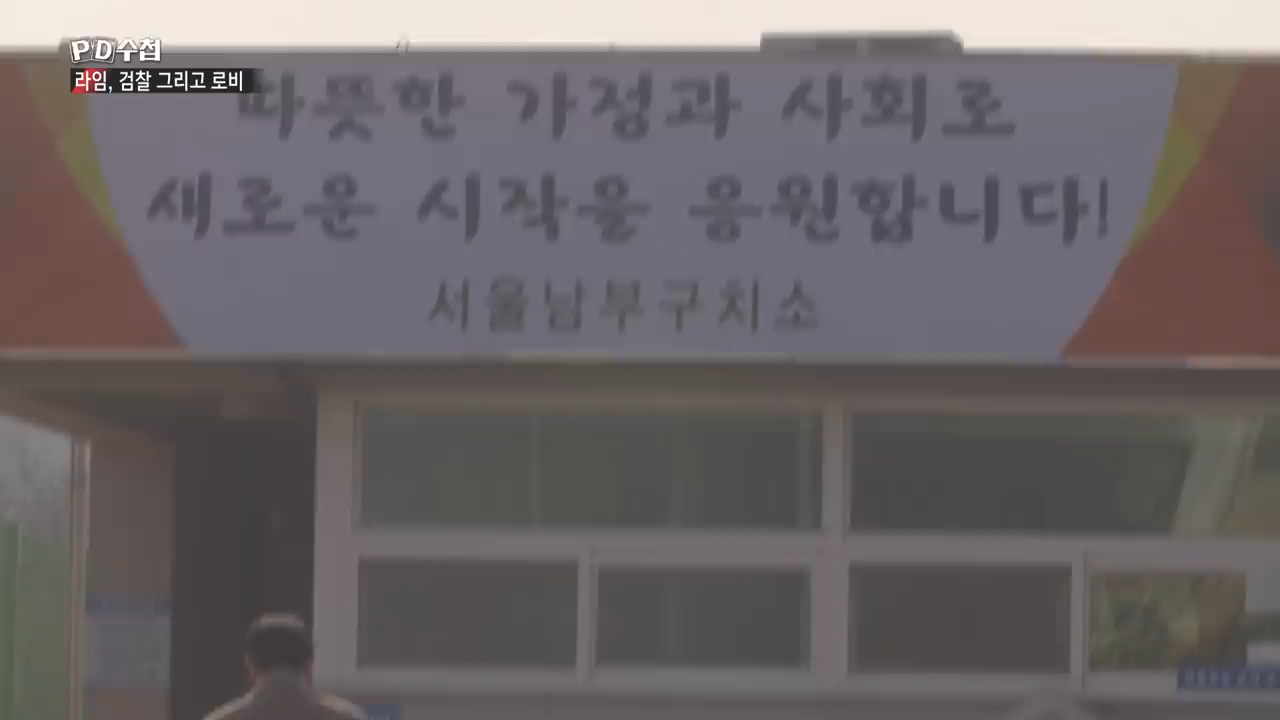 PD수첩
라임, 검찰 그리고 로비
따뜻한 가정과 사회로
새로운 시작을 응원합니다!
서울남부구치소